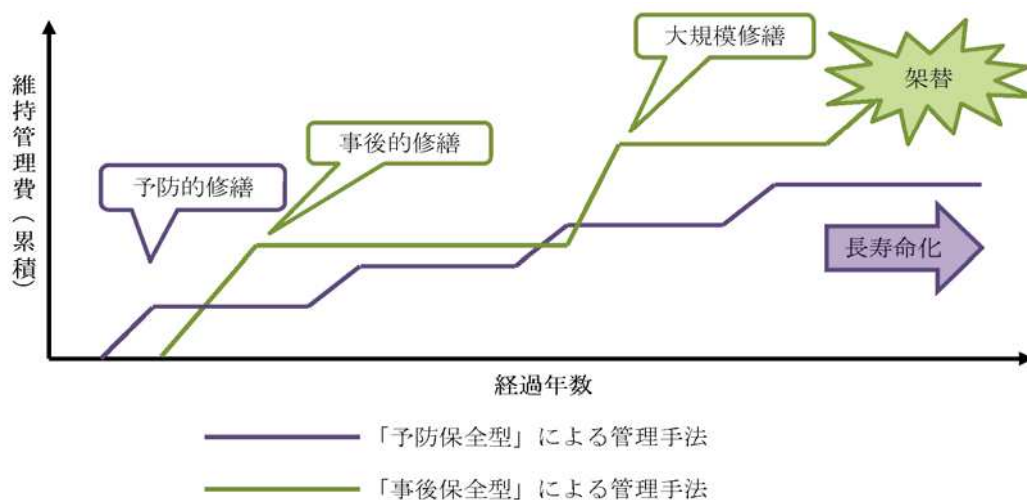 大規模修繕
架替
事後的修繕
予防的修繕
維持管理費(累積)
長寿命化
経過年数
「予防保全型」による管理手法
「事後保全型」による管理手法